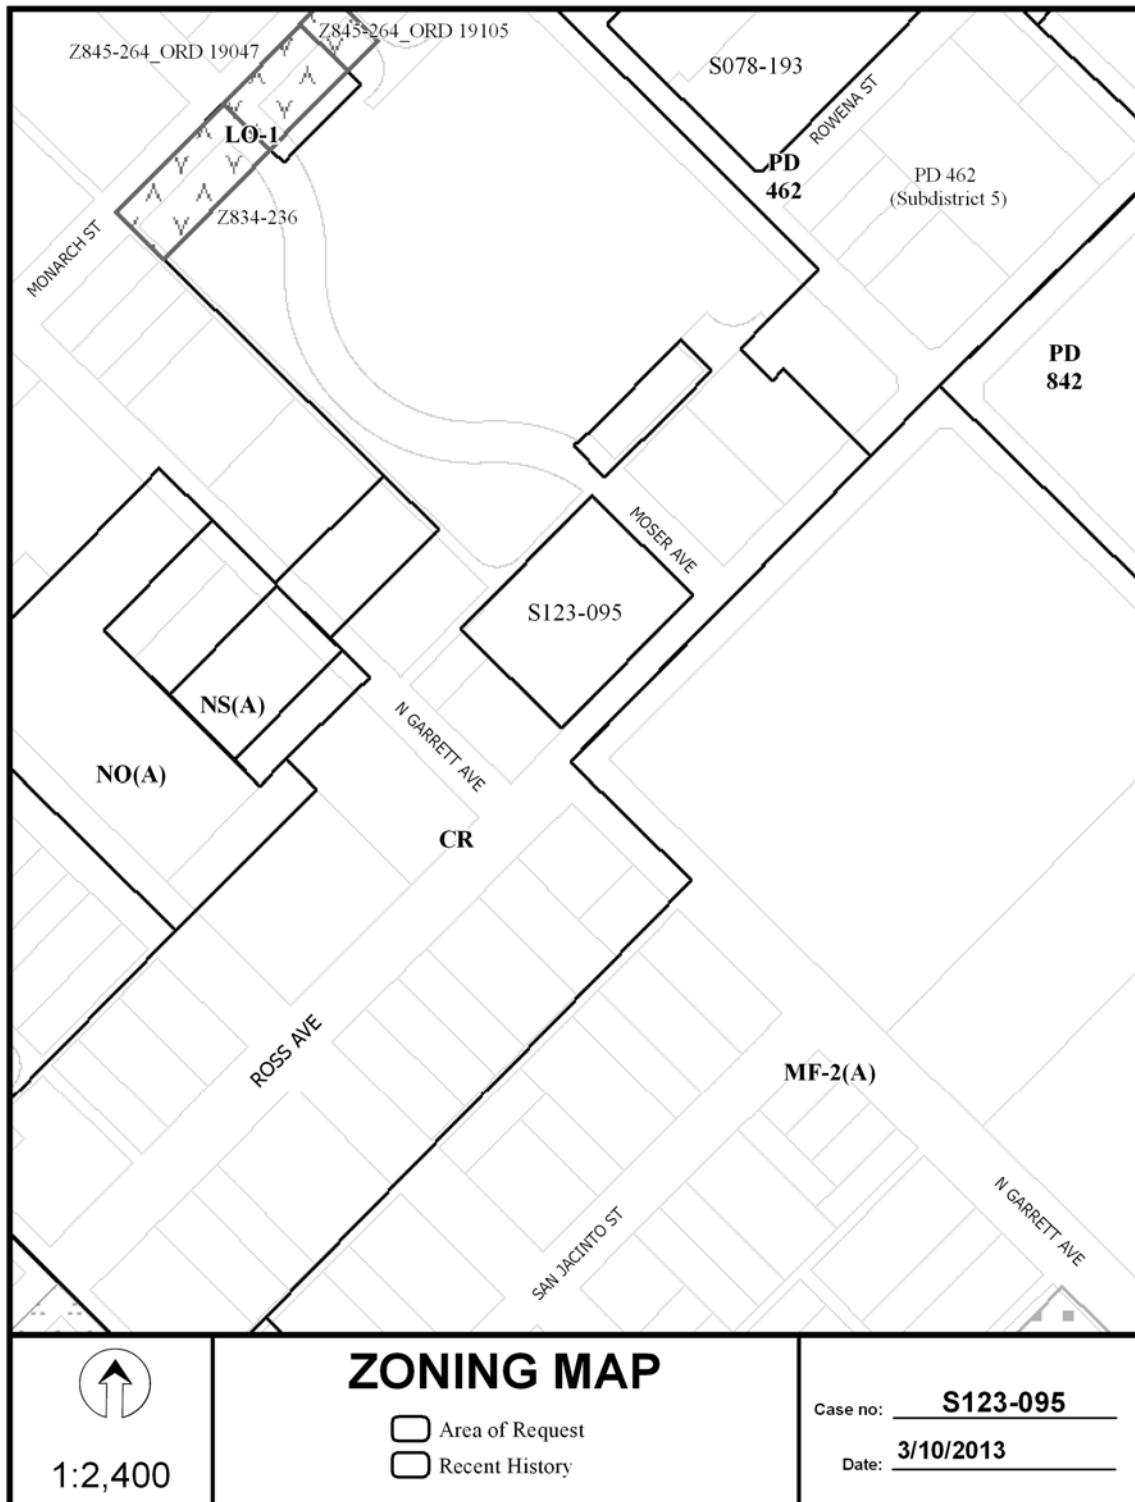 Z845-264_ORD 19105
Z845-264_ORD 19047
S078-193
ROWENA ST
LO-1
PD
462
PD 462
(Subdistrict 5)
Z834-236
MONARCH ST
PD
842
MOSER AVE
S123-095
NS(A)
N GARRETT AVE
NO(A)
CR
ROSS AVE
MF-2(A)
N GARRETT AVE
SAN JACINTO ST
1:2,400
ZONING MAP
Area of Request
Recent History
Case no: S123-095
Date: 3/10/2013